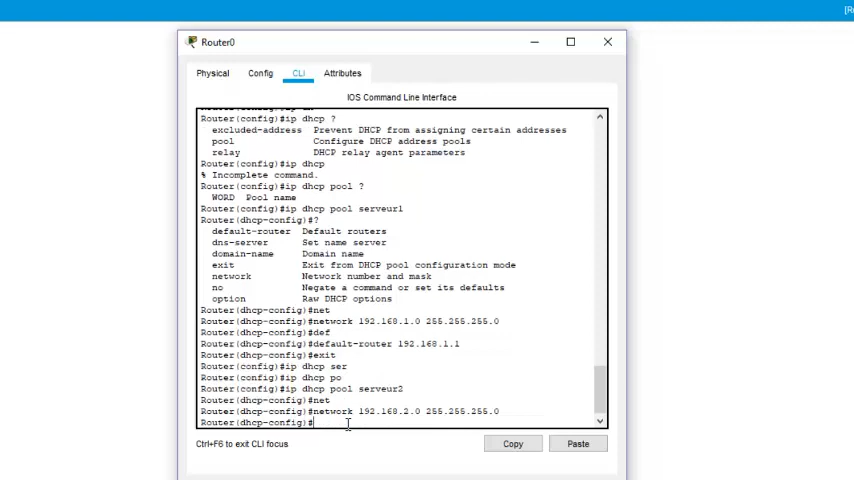 [Ro
Router0
Physical Config CLI Attributes
IOS Command Line Interface
Router(config)#ip dhcp ?
excluded-address Prevent DHCP from assigning certain addresses
pool Configure DHCP address pools
relay DHCP relay agent parameters
Router(config)#ip dhcp
% Incomplete command.
Router(config)#ip dhcp pool ?
WORD Pool name
Router(config)#ip dhcp pool serveur1
Router(dhcp-config)#?
default-router Default routers
dns-server Set name server
domain-name Domain name
exit Exit from DHCP pool configuration mode
network Network number and mask
no Negate a command or set its defaults
option Raw DHCP options
Router(dhcp-config)#net
Router(dhcp-config)#network 192.168.1.0 255.255.255.0
Router(dhcp-config)#def
Router(dhcp-config)#default-router 192.168.1.1
Router(dhcp-config)#exit
Router(config)#ip dhcp ser
Router(config)#ip dhcp po
Router(config)#ip dhcp pool serveur2
Router(dhcp-config)#net
Router(dhcp-config)#network 192.168.2.0 255.255.255.0
Router(dhcp-config)#
Ctrl+F6 to exit CLI focus Copy Paste